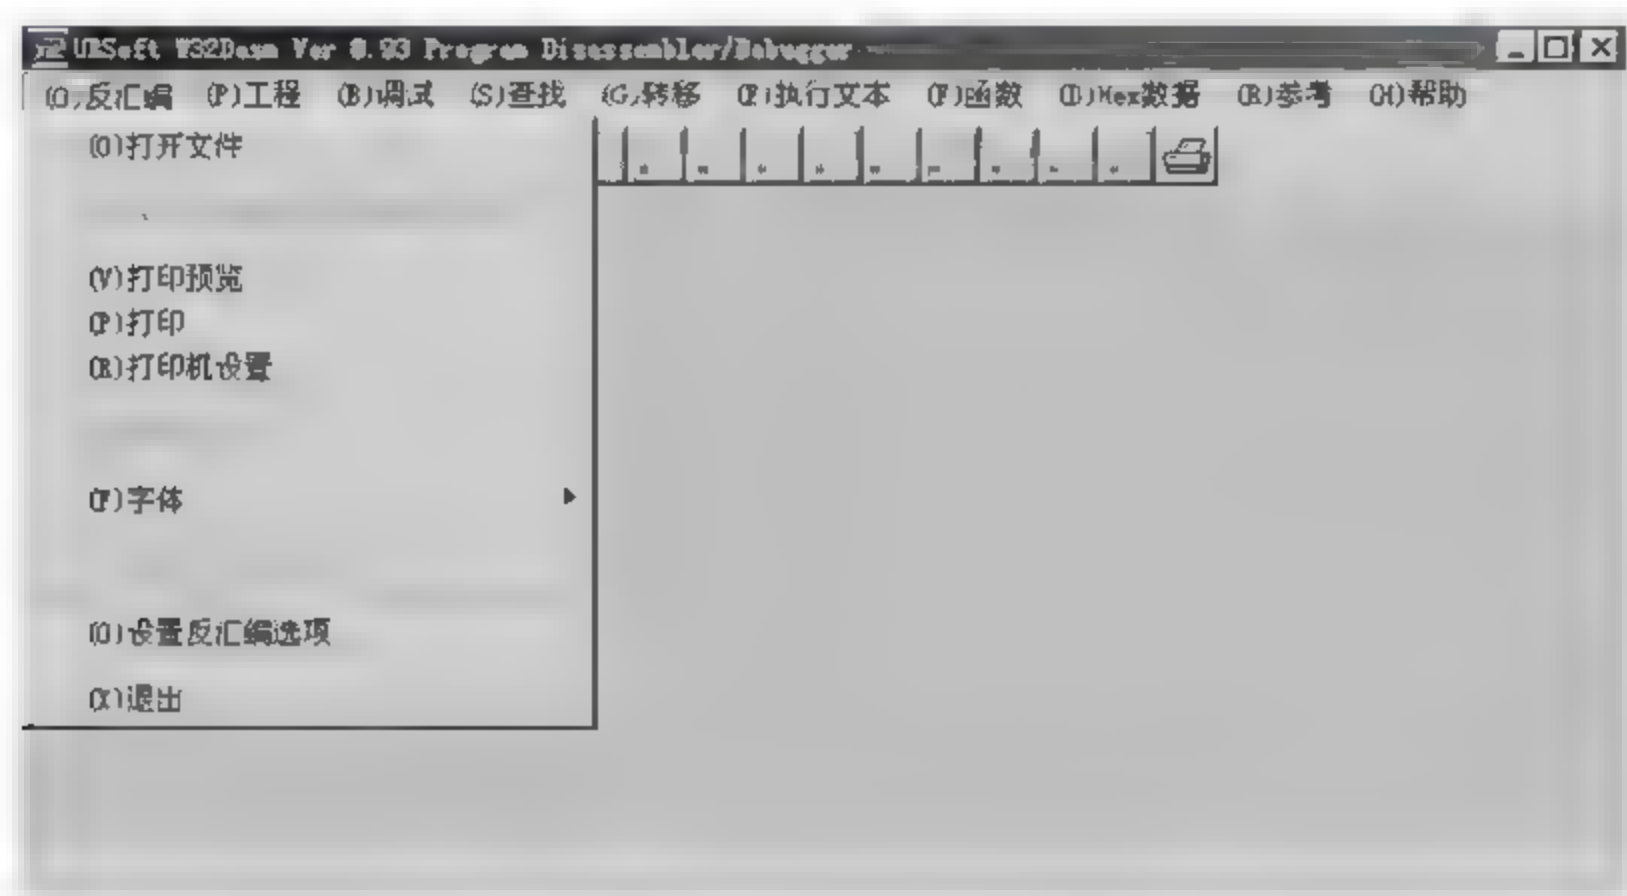 URSoft W32Dasm Ver 8.93 Program Disassembler/Debugger
(O)反汇编 (P)工程 (B)调试 (S)查找 (G)转移 (P)执行文本 (F)函数 (D)Hex数据 (R)参考 (H)帮助
(O)打开文件
(V)打印预览
(P)打印
(R)打印机设置
(F)字体
(O)设置反汇编选项
(X)退出